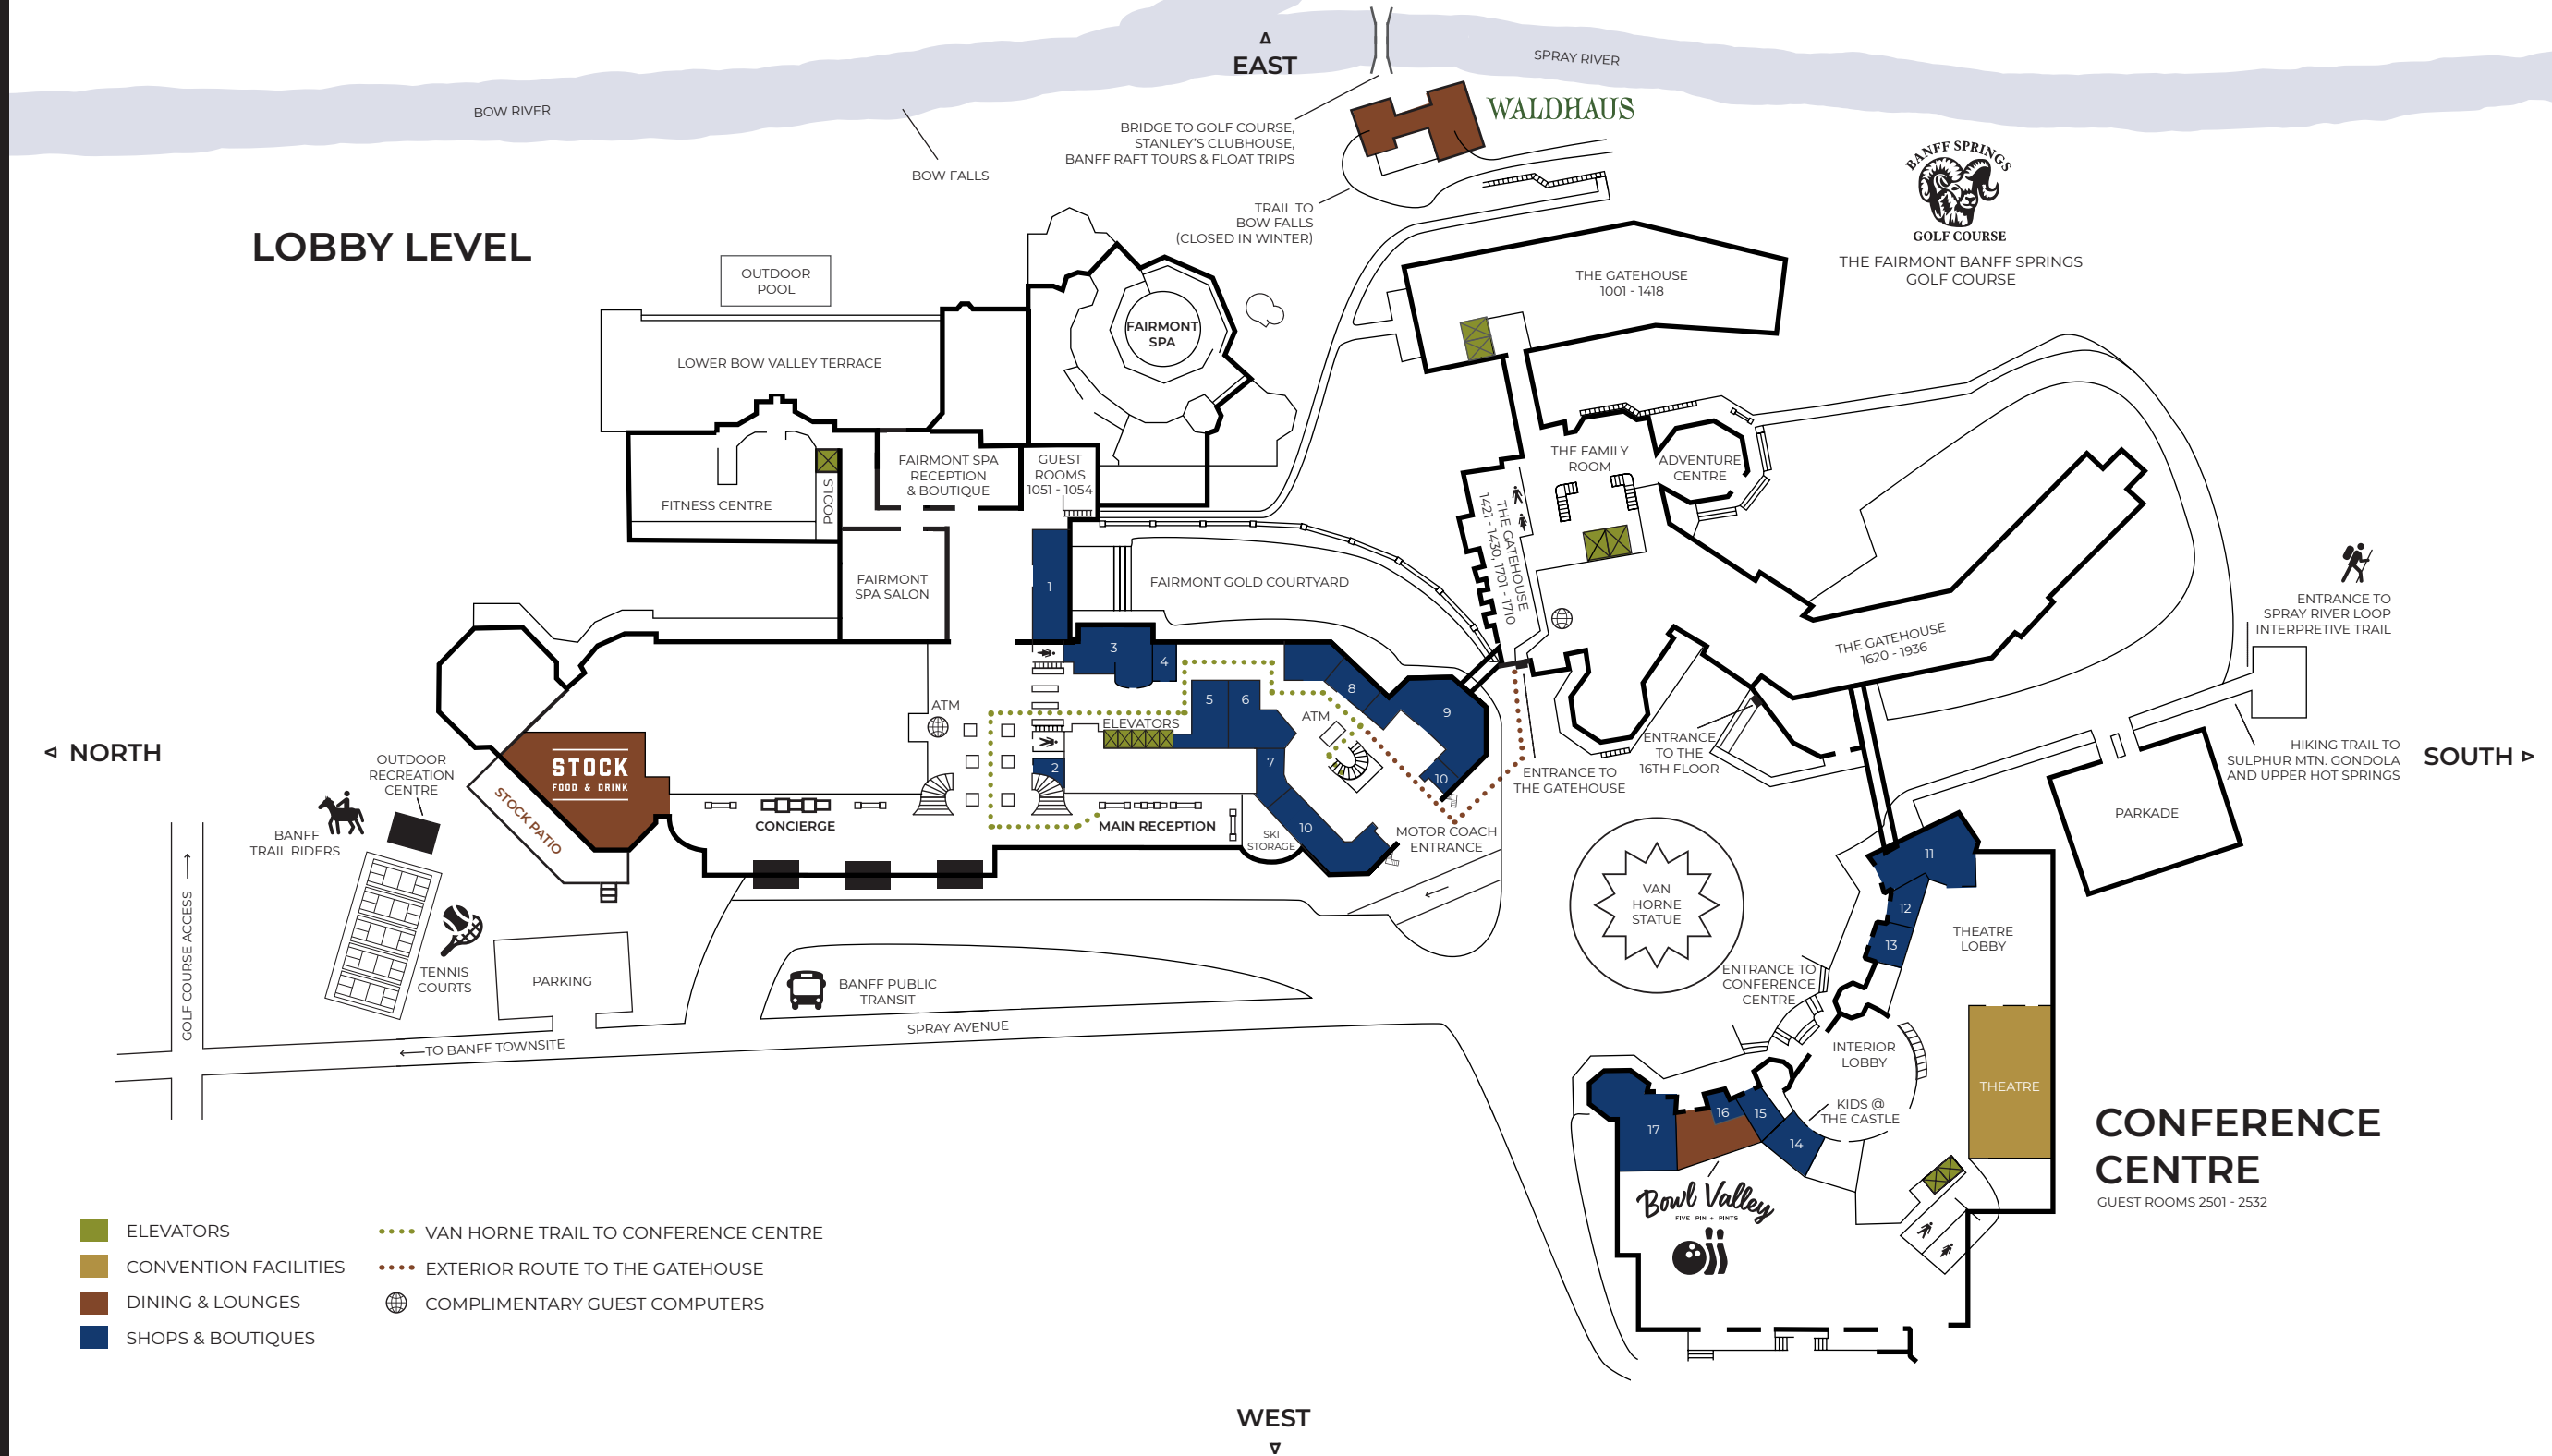 EAST
SPRAY RIVER
BOW RIVER
WALDHAUS
BRIDGE TO GOLF COURSE,
STANLEY'S CLUBHOUSE,
BANFF RAFT TOURS & FLOAT TRIPS
BOW FALLS
BANFF SPRINGS
GOLF COURSE
THE FAIRMONT BANFF SPRINGS
GOLF COURSE
TRAIL TO
BOW FALLS
(CLOSED IN WINTER)
LOBBY LEVEL
OUTDOOR
POOL
THE GATEHOUSE
1001 - 1418
FAIRMONT
SPA
LOWER BOW VALLEY TERRACE
FITNESS CENTRE
POOLS
FAIRMONT SPA
RECEPTION
& BOUTIQUE
GUEST
ROOMS
1051 - 1054
THE FAMILY
ROOM
ADVENTURE
CENTRE
THE GATEHOUSE
1421 - 1430, 1701 - 1710
FAIRMONT
SPA SALON
1
FAIRMONT GOLD COURTYARD
ENTRANCE TO
SPRAY RIVER LOOP
INTERPRETIVE TRAIL
THE GATEHOUSE
1620 - 1936
3
4
5
6
8
9
ATM
ELEVATORS
ATM
NORTH
STOCK
FOOD & DRINK
OUTDOOR
RECREATION
CENTRE
2
7
10
ENTRANCE
TO THE
16TH FLOOR
ENTRANCE TO
THE GATEHOUSE
HIKING TRAIL TO
SULPHUR MTN. GONDOLA
AND UPPER HOT SPRINGS
SOUTH
STOCK PATIO
BANFF
TRAIL RIDERS
CONCIERGE
MAIN RECEPTION
SKI
STORAGE
10
MOTOR COACH
ENTRANCE
PARKADE
11
12
13
VAN
HORNE
STATUE
THEATRE
LOBBY
GOLF COURSE ACCESS
TENNIS
COURTS
PARKING
BANFF PUBLIC
TRANSIT
ENTRANCE TO
CONFERENCE
CENTRE
SPRAY AVENUE
TO BANFF TOWNSITE
INTERIOR
LOBBY
THEATRE
KIDS @
THE CASTLE
17
16
15
14
CONFERENCE
CENTRE
GUEST ROOMS 2501 - 2532
Bowl Valley
FIVE PIN + PINTS
ELEVATORS
CONVENTION FACILITIES
DINING & LOUNGES
SHOPS & BOUTIQUES
VAN HORNE TRAIL TO CONFERENCE CENTRE
EXTERIOR ROUTE TO THE GATEHOUSE
COMPLIMENTARY GUEST COMPUTERS
WEST